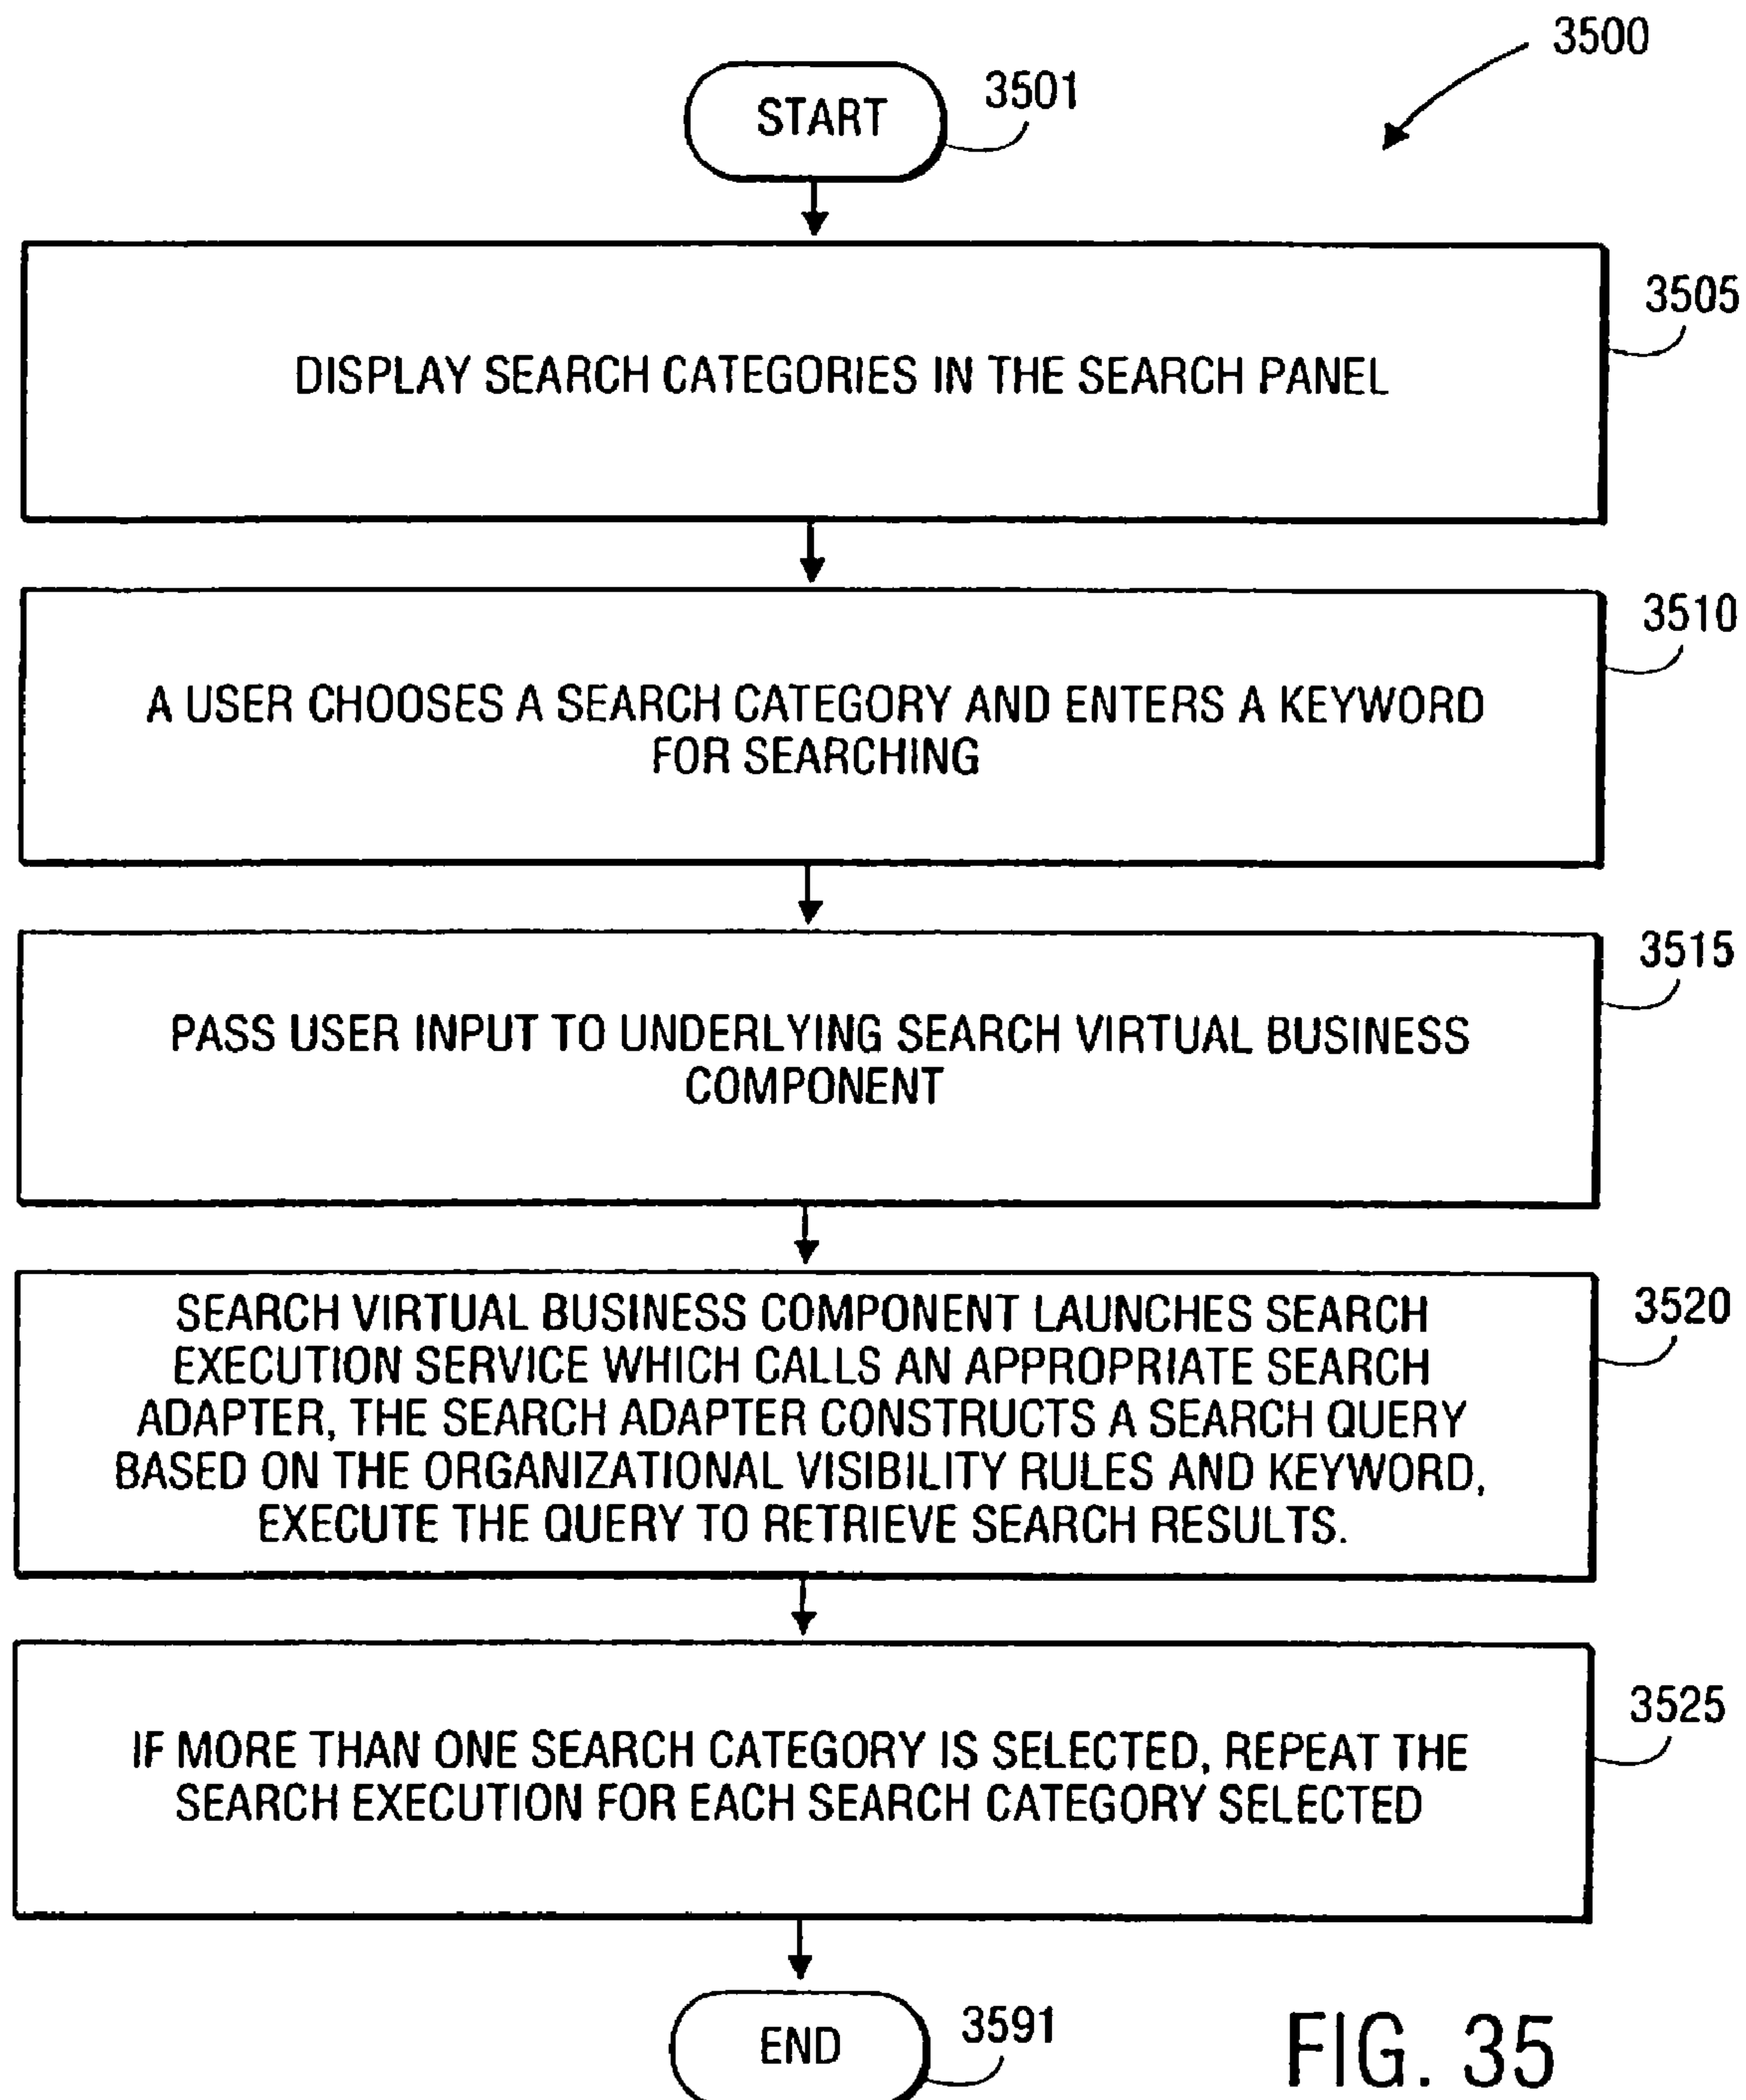 3500
START
3501
DISPLAY SEARCH CATEGORIES IN THE SEARCH PANEL
3505
A USER CHOOSES A SEARCH CATEGORY AND ENTERS A KEYWORD
FOR SEARCHING
3510
PASS USER INPUT TO UNDERLYING SEARCH VIRTUAL BUSINESS
COMPONENT
3515
SEARCH VIRTUAL BUSINESS COMPONENT LAUNCHES SEARCH
EXECUTION SERVICE WHICH CALLS AN APPROPRIATE SEARCH
ADAPTER, THE SEARCH ADAPTER CONSTRUCTS A SEARCH QUERY
BASED ON THE ORGANIZATIONAL VISIBILITY RULES AND KEYWORD,
EXECUTE THE QUERY TO RETRIEVE SEARCH RESULTS.
3520
IF MORE THAN ONE SEARCH CATEGORY IS SELECTED, REPEAT THE
SEARCH EXECUTION FOR EACH SEARCH CATEGORY SELECTED
3525
END
3591
FIG. 35